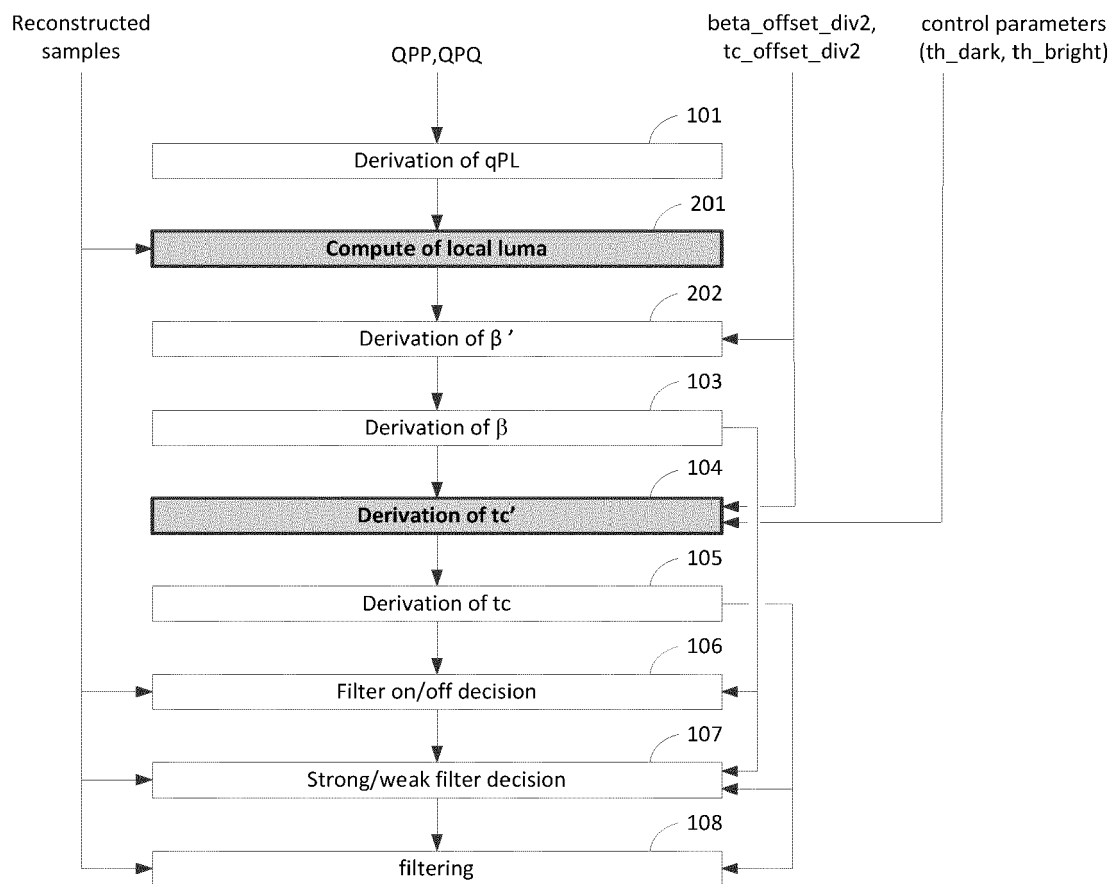 Reconstructed
samples
QPP,QPQ
beta_offset_div2,
tc_offset_div2
control parameters
(th_dark, th_bright)
101
Derivation of qPL
201
Compute of local luma
202
Derivation of β '
103
Derivation of β
104
Derivation of tc'
105
Derivation of tc
106
Filter on/off decision
107
Strong/weak filter decision
108
filtering